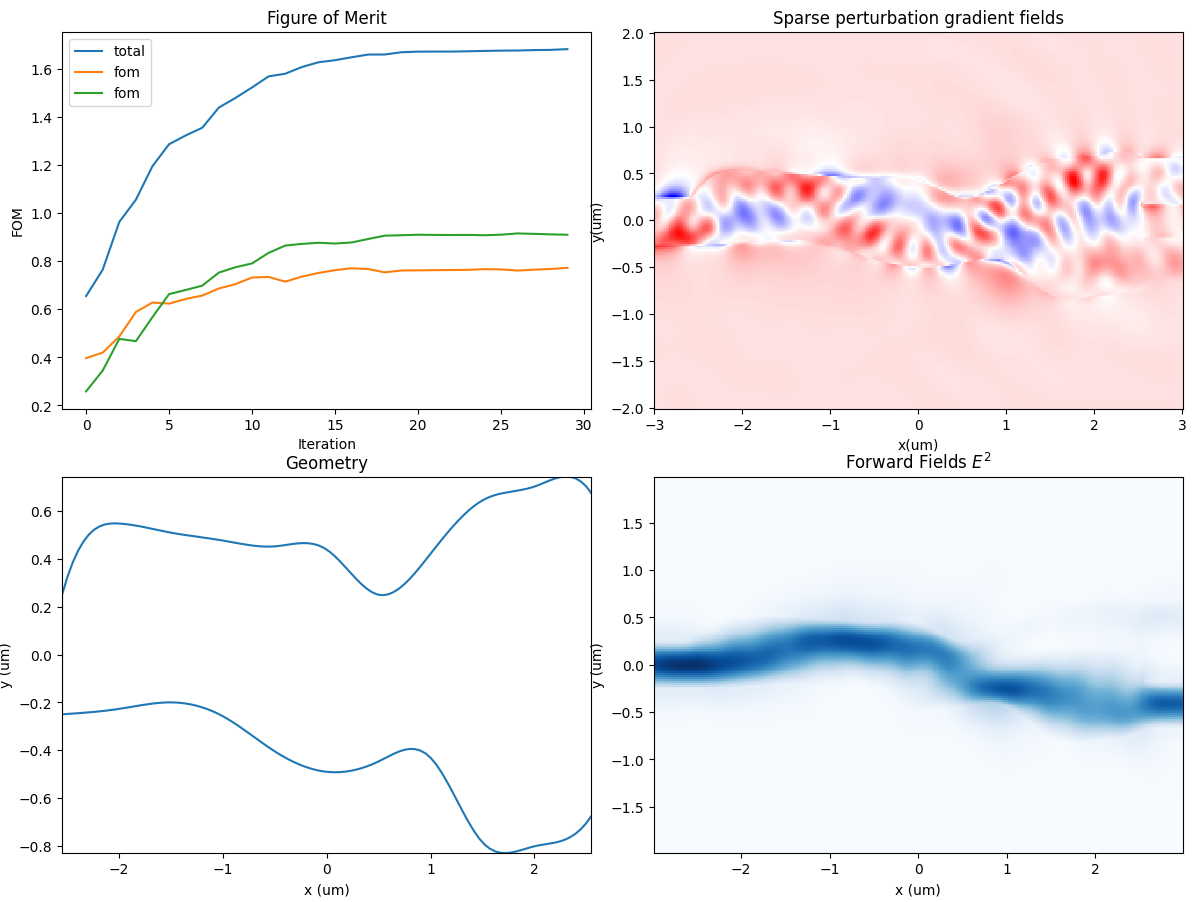 Figure of Merit
total
fom
fom
FOM
1.6
1.4
1.2
1.0
0.8
0.6
0.4
0.2
0 5 10 15 20 25 30
Iteration
Sparse perturbation gradient fields
y(um)
2.0
1.5
1.0
0.5
0.0
−0.5
−1.0
−1.5
−2.0
−3 −2 −1 0 1 2 3
x(um)
Geometry
y (um)
0.6
0.4
0.2
0.0
−0.2
−0.4
−0.6
−0.8
−2 −1 0 1 2
x (um)
Forward Fields E²
y (um)
1.5
1.0
0.5
0.0
−0.5
−1.0
−1.5
−2 −1 0 1 2
x (um)